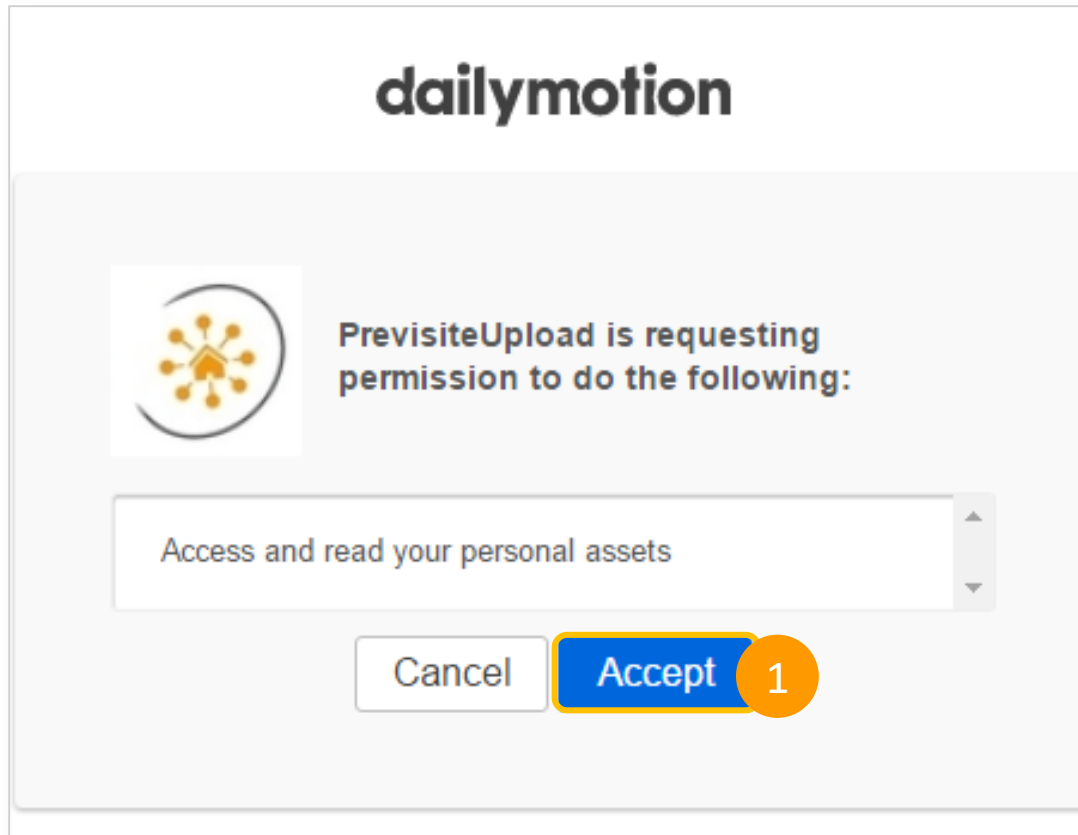 dailymotion
PrevisiteUpload is requesting
permission to do the following:
Access and read your personal assets
Cancel
Accept
1